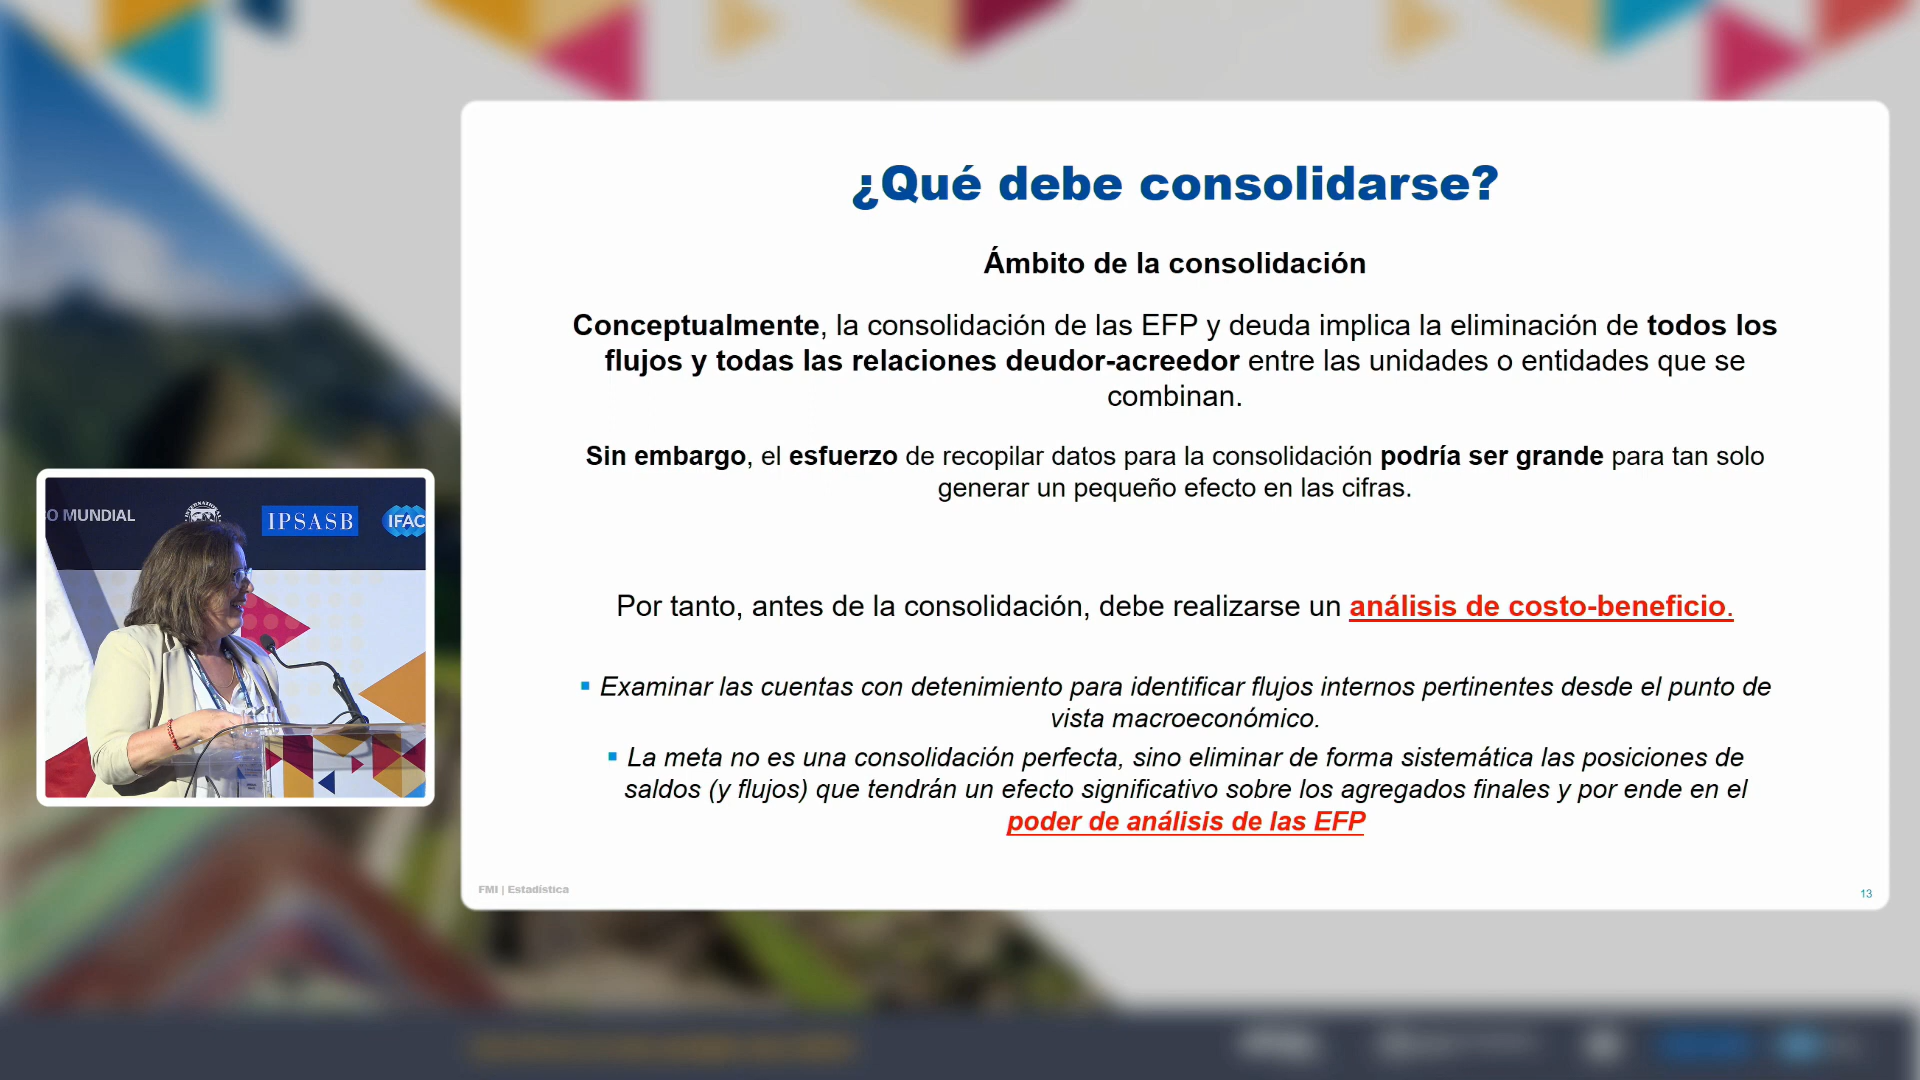 ¿Qué debe consolidarse?
Ámbito de la consolidación
Conceptualmente, la consolidación de las EFP y deuda implica la eliminación de todos los
flujos y todas las relaciones deudor-acreedor entre las unidades o entidades que se
combinan.
Sin embargo, el esfuerzo de recopilar datos para la consolidación podría ser grande para tan solo
generar un pequeño efecto en las cifras.
Por tanto, antes de la consolidación, debe realizarse un análisis de costo-beneficio.
▪ Examinar las cuentas con detenimiento para identificar flujos internos pertinentes desde el punto de
vista macroeconómico.
▪ La meta no es una consolidación perfecta, sino eliminar de forma sistemática las posiciones de
saldos (y flujos) que tendrán un efecto significativo sobre los agregados finales y por ende en el
poder de análisis de las EFP
FMI | Estadística
13
O MUNDIAL
IPSASB
IFAC